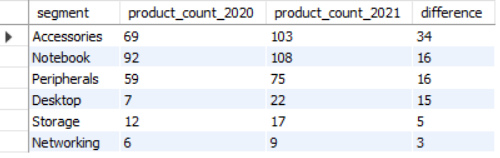 segment product_count_2020 product_count_2021 difference
Accessories 69 103 34
Notebook 92 108 16
Peripherals 59 75 16
Desktop 7 22 15
Storage 12 17 5
Networking 6 9 3